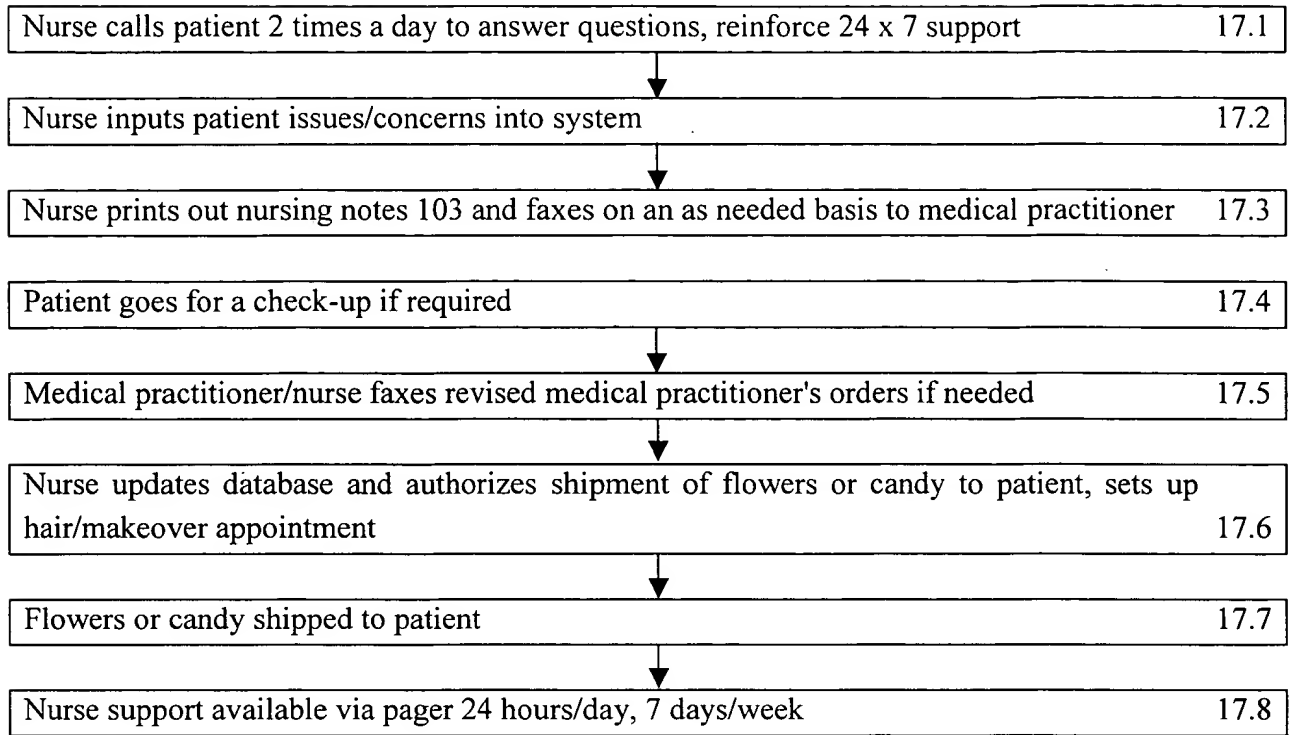 Nurse calls patient 2 times a day to answer questions, reinforce 24 x 7 support 17.1
Nurse inputs patient issues/concerns into system 17.2
Nurse prints out nursing notes 103 and faxes on an as needed basis to medical practitioner 17.3
Patient goes for a check-up if required 17.4
Medical practitioner/nurse faxes revised medical practitioner's orders if needed 17.5
Nurse updates database and authorizes shipment of flowers or candy to patient, sets up
hair/makeover appointment 17.6
Flowers or candy shipped to patient 17.7
Nurse support available via pager 24 hours/day, 7 days/week 17.8